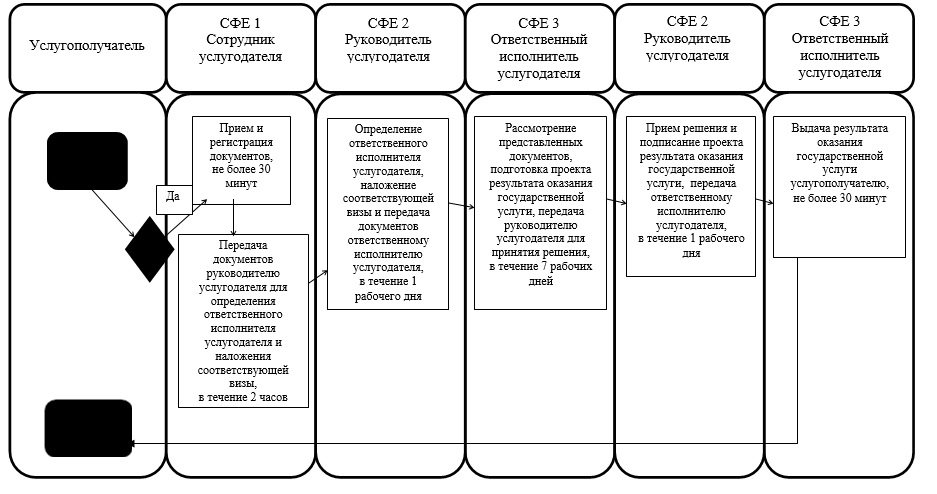 Услугополучатель
СФЕ 1
Сотрудник
услугодателя
СФЕ 2
Руководитель
услугодателя
СФЕ 3
Ответственный
исполнитель
услугодателя
СФЕ 2
Руководитель
услугодателя
СФЕ 3
Ответственный
исполнитель
услугодателя
Да
Прием и
регистрация
документов,
не более 30
минут
Передача
документов
руководителю
услугодателя для
определения
ответственного
исполнителя
услугодателя и
наложения
соответствующей
визы,
в течение 2 часов
Определение
ответственного
исполнителя
услугодателя,
наложение
соответствующей
визы и передача
документов
ответственному
исполнителю
услугодателя,
в течение 1
рабочего дня
Рассмотрение
представленных
документов,
подготовка проекта
результата оказания
государственной
услуги, передача
руководителю
услугодателя для
принятия решения,
в течение 7 рабочих
дней
Прием решения и
подписание проекта
результата оказания
государственной
услуги, передача
ответственному
исполнителю
услугодателя,
в течение 1 рабочего
дня
Выдача результата
оказания
государственной
услуги
услугополучателю,
не более 30 минут